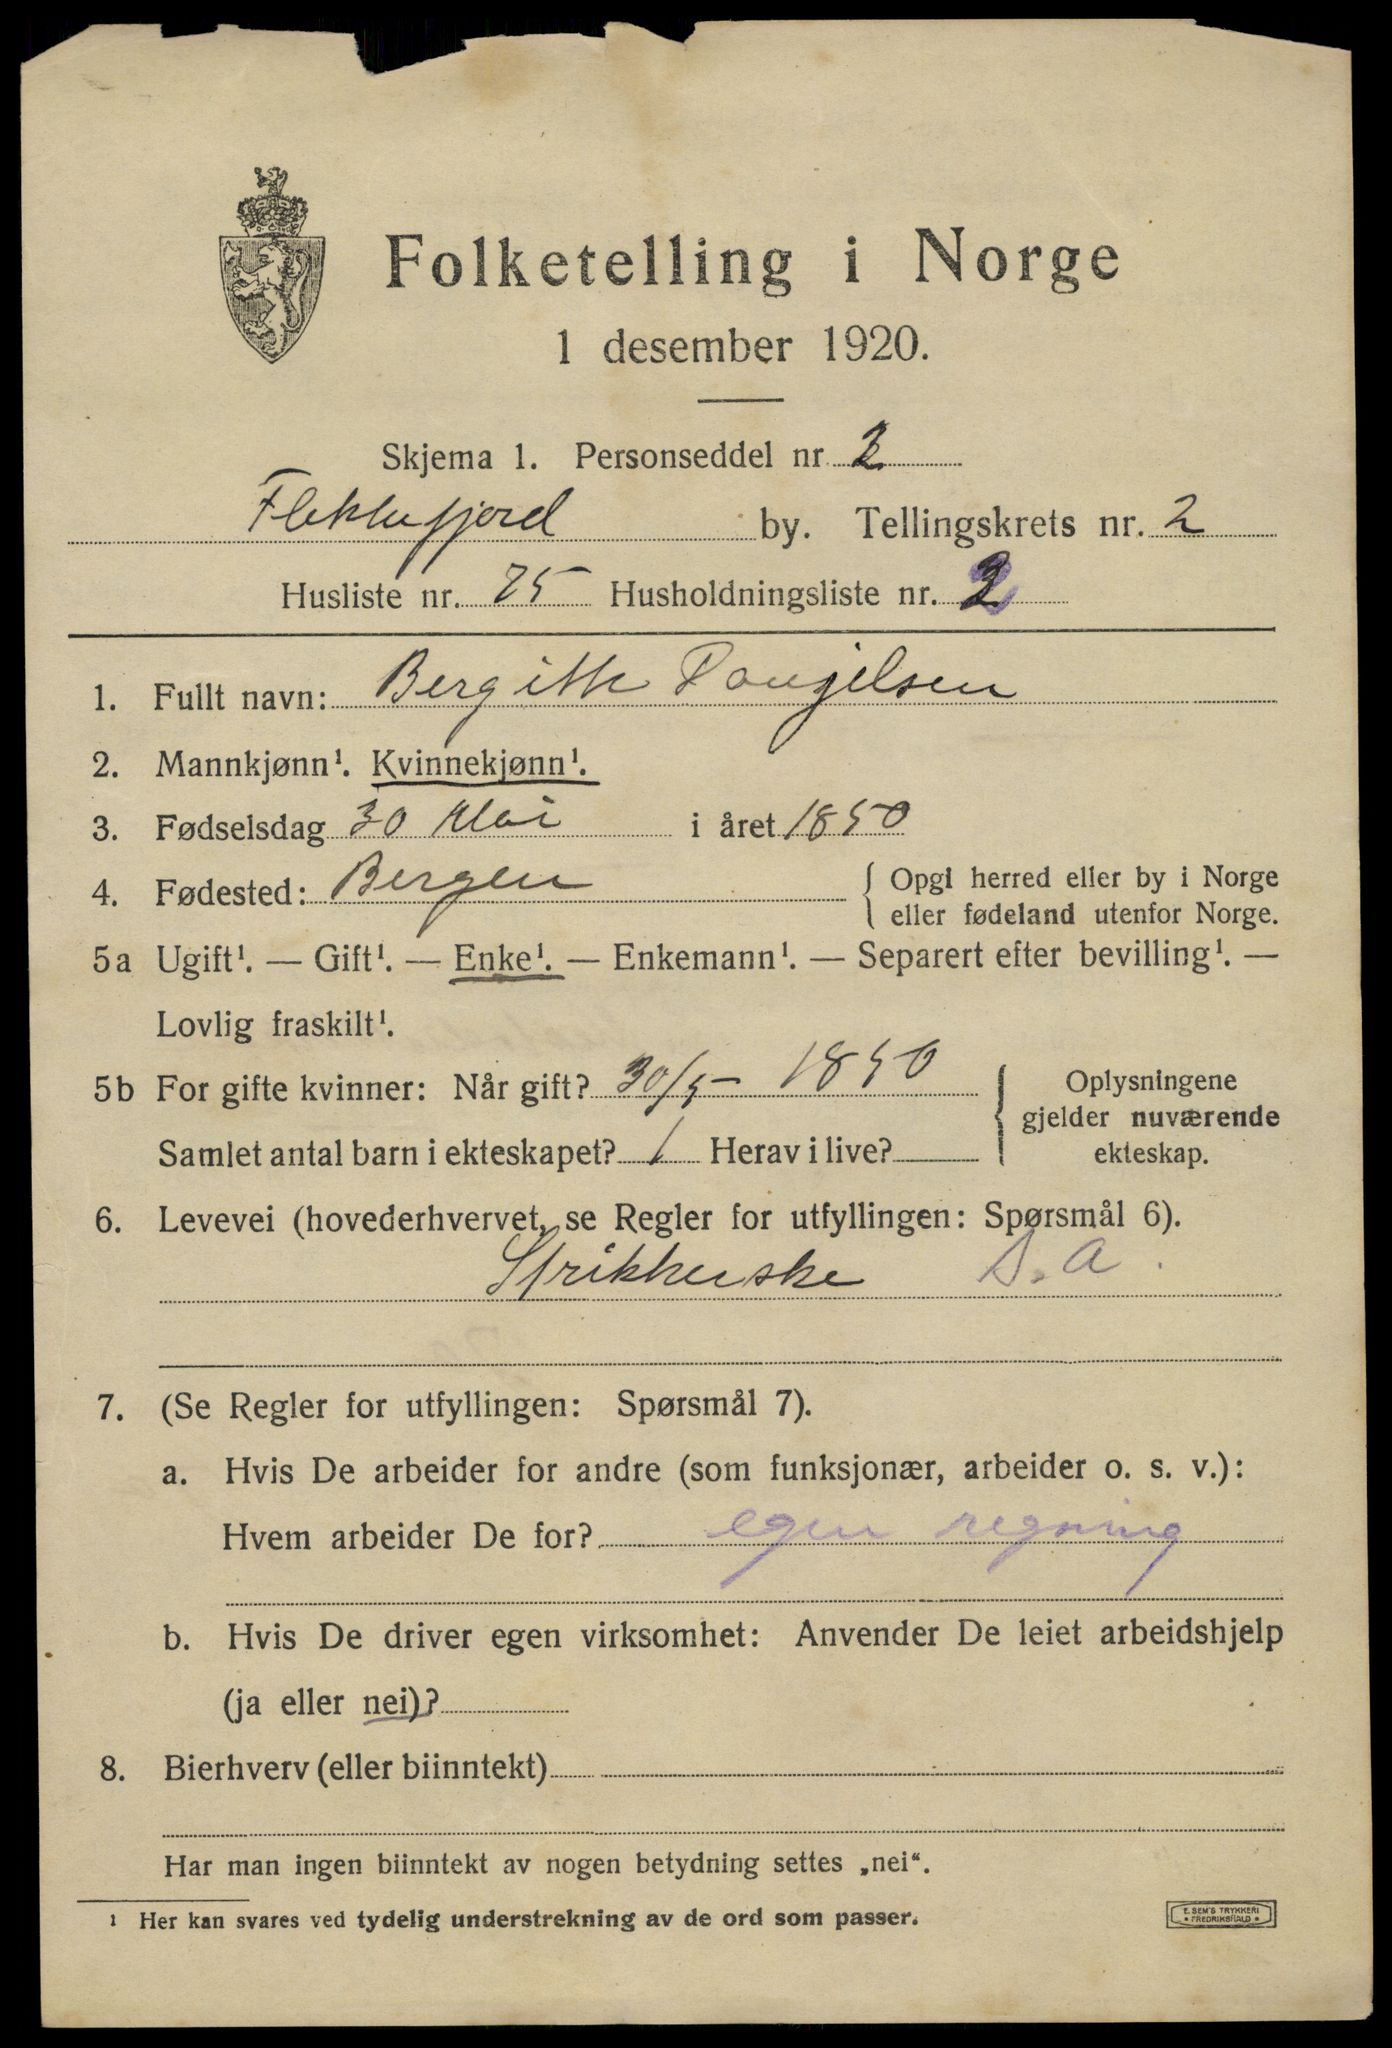 Folketelling i Norge
1 desember 1920.
Skjema 1. Personseddel nr 2
Flekkefjord by. Tellingskrets nr. 2
Husliste nr. 75 Husholdningsliste nr. 2
1. Fullt navn: Bergitte
2. Mannkjønn¹. Kvinnekjønn¹.
3. Fødselsdag 30 Mai i året 1850
4. Fødested: Bergen { Opgi herred eller by i Norge
eller fødeland utenfor Norge.
5a Ugift¹. — Gift¹. — Enke¹. — Enkemann¹. — Separert efter bevilling¹. —
Lovlig fraskilt¹.
5b For gifte kvinner: Når gift? 30/5 - 1850 { Oplysningene
gjelder nuværende
Samlet antal barn i ekteskapet? 1 Herav i live? ekteskap.
6. Levevei (hovederhvervet, se Regler for utfyllingen: Spørsmål 6).
Strikkerske S. A.
7. (Se Regler for utfyllingen: Spørsmål 7).
a. Hvis De arbeider for andre (som funksjonær, arbeider o. s. v.):
Hvem arbeider De for? egen regning
b. Hvis De driver egen virksomhet: Anvender De leiet arbeidshjelp
(ja eller nei)?
8. Bierhverv (eller biinntekt)
Har man ingen biinntekt av nogen betydning settes „nei“.
¹ Her kan svares ved tydelig understrekning av de ord som passer.
E. SEM'S TRYKKERI
• FREDRIKSHALD •